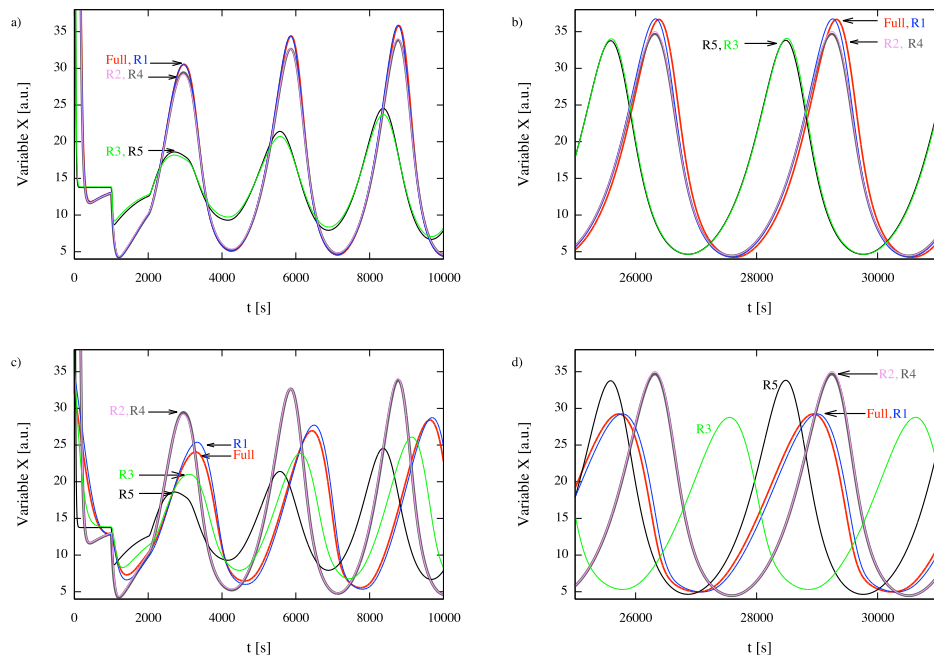 a)
Variable X [a.u.]
35
30
25
20
15
10
5
Full, R1
R2, R4
R3, R5
0
2000
4000
6000
8000
10000
t [s]
b)
Variable X [a.u.]
35
30
25
20
15
10
5
Full, R1
R5, R3
R2, R4
26000
28000
30000
t [s]
c)
Variable X [a.u.]
35
30
25
20
15
10
5
R2, R4
R1
Full
R3
R5
0
2000
4000
6000
8000
10000
t [s]
d)
Variable X [a.u.]
35
30
25
20
15
10
5
R2, R4
R5
Full, R1
R3
26000
28000
30000
t [s]